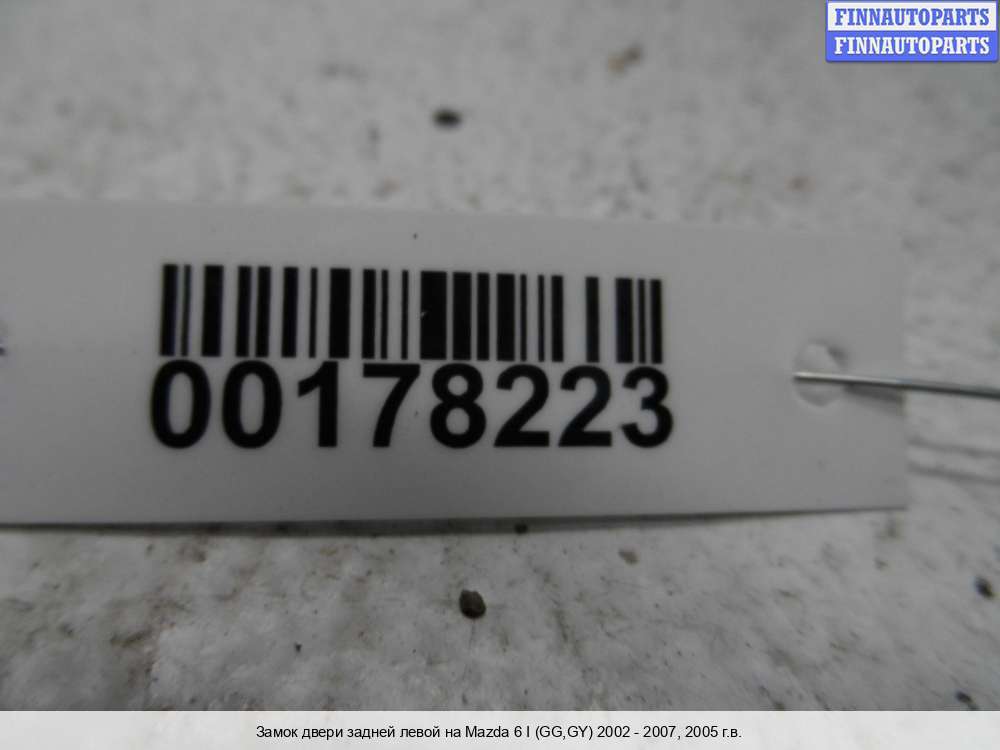 FINNAUTOPARTS
FINNAUTOPARTS
00178223
Замок двери задней левой на Mazda 6 I (GG,GY) 2002 - 2007, 2005 г.в.